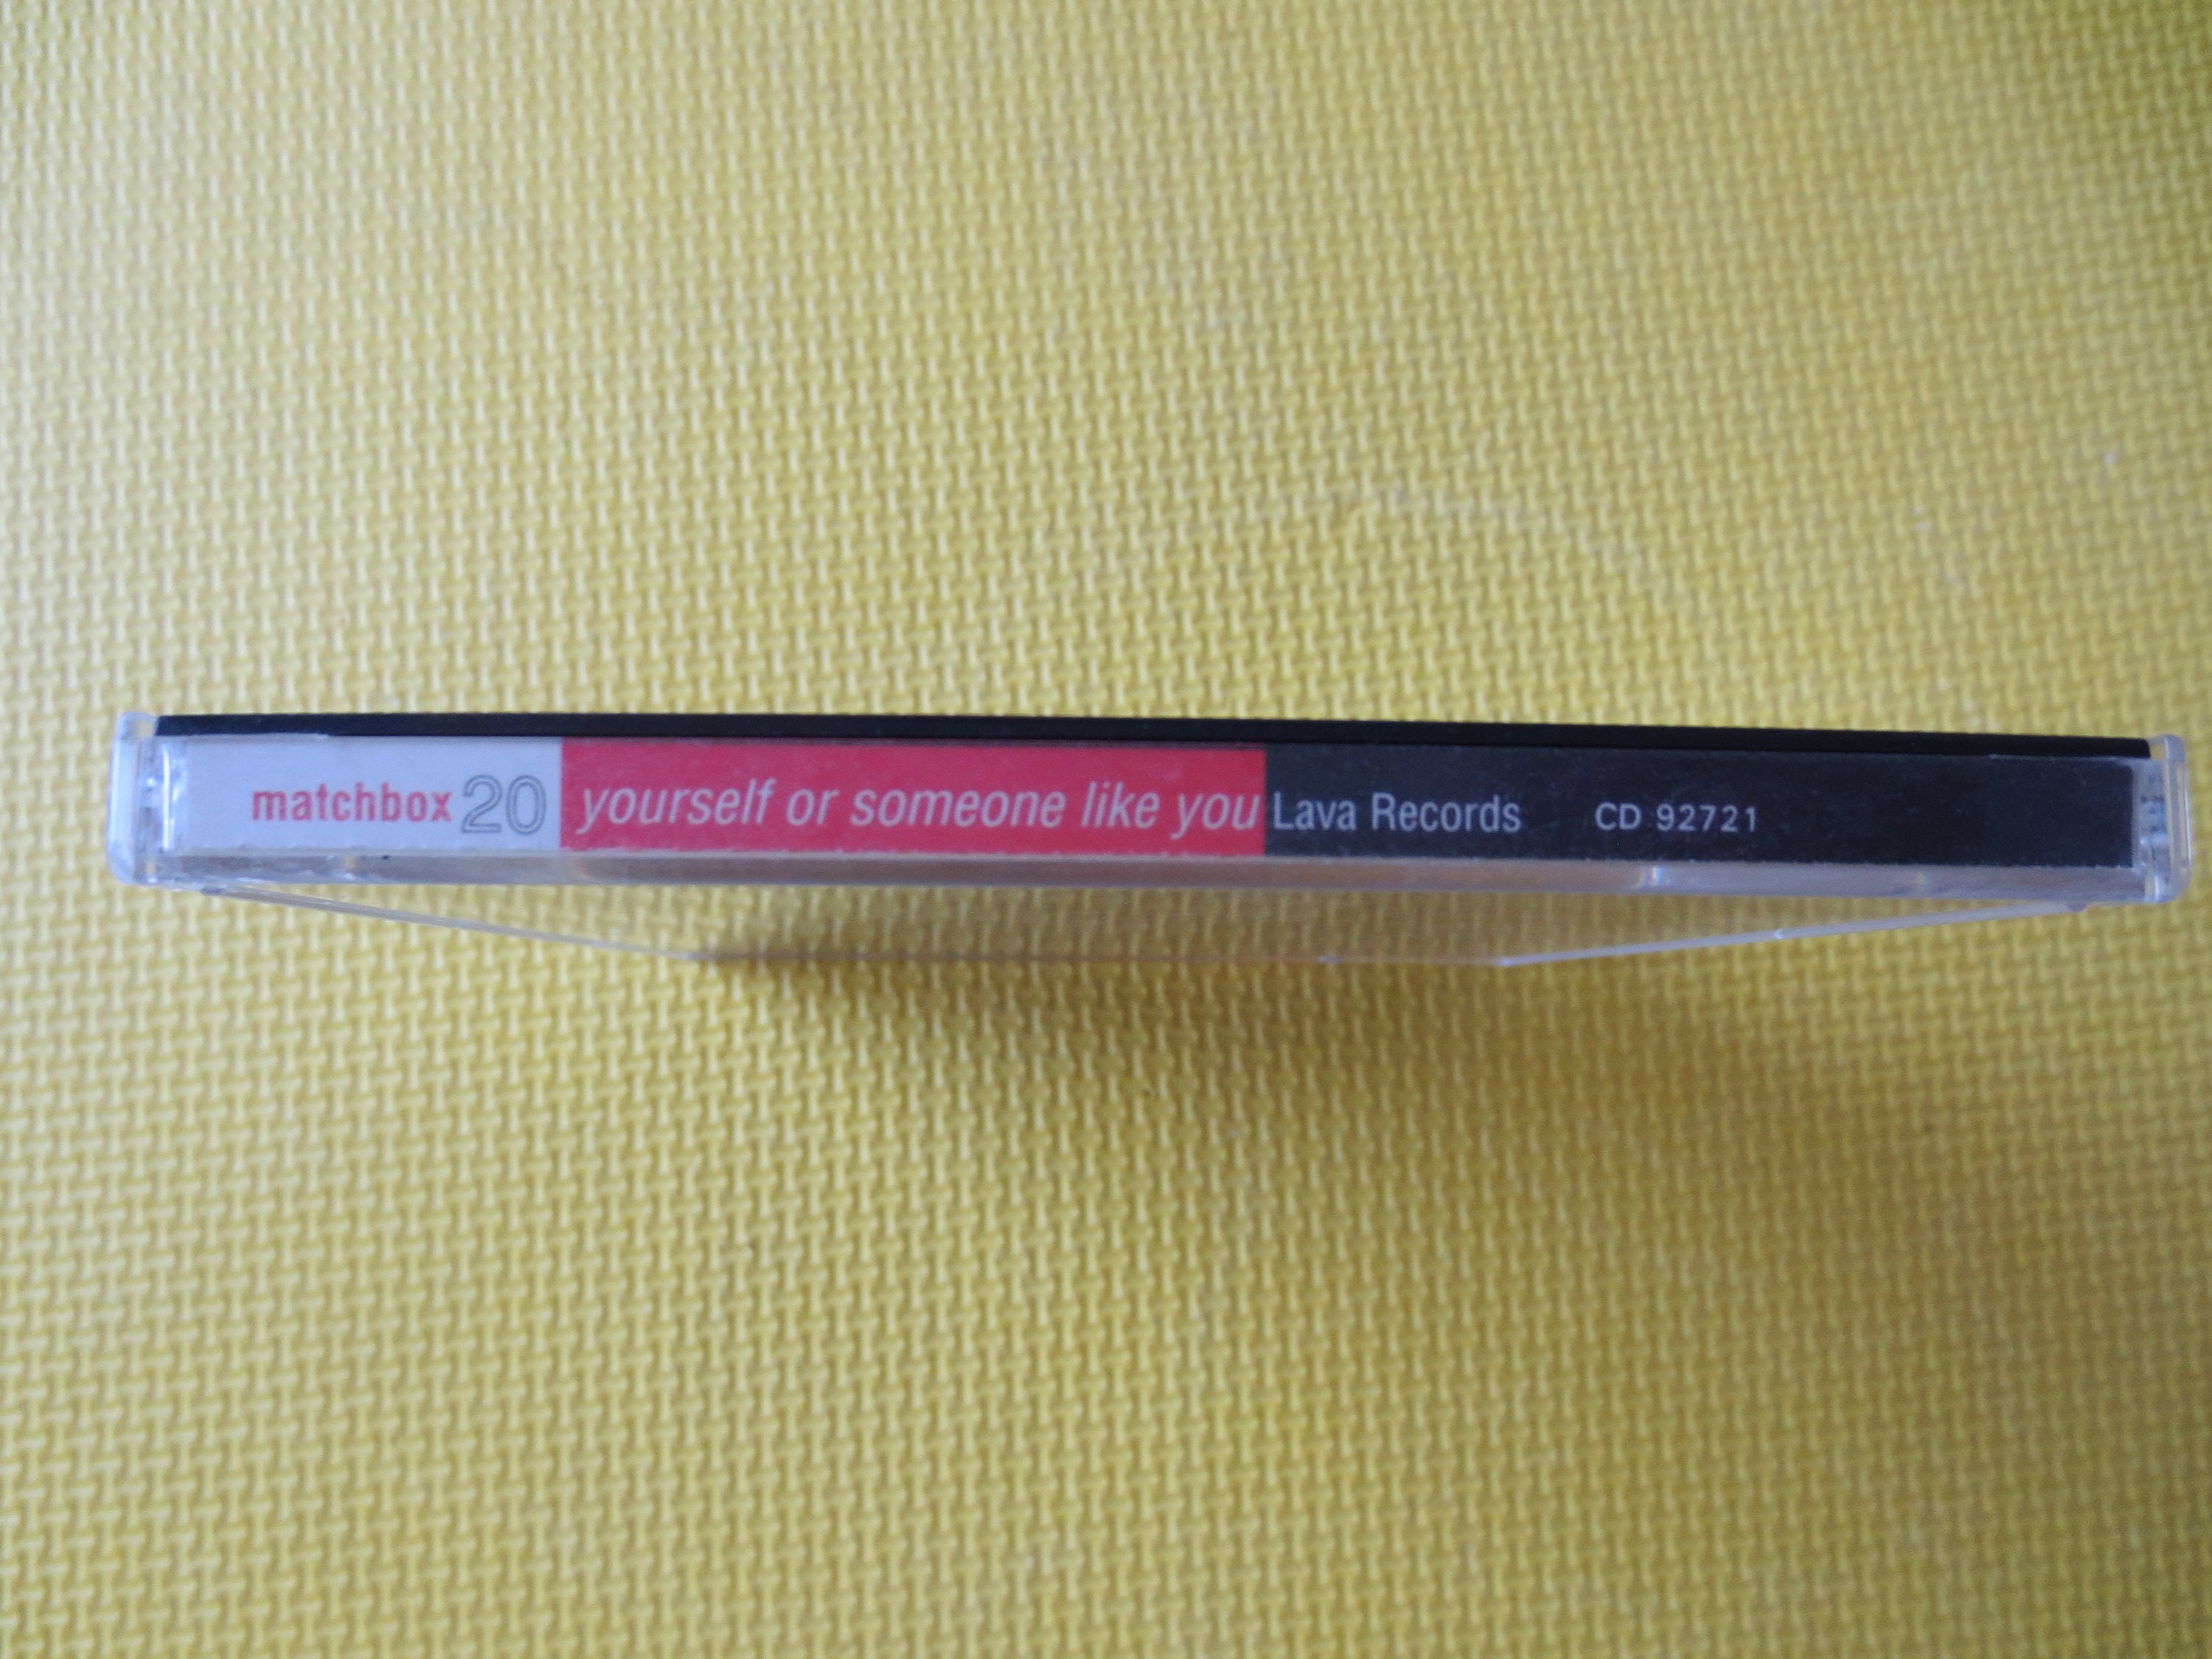 matchbox 20 yourself or someone like you Lava Records CD 92721